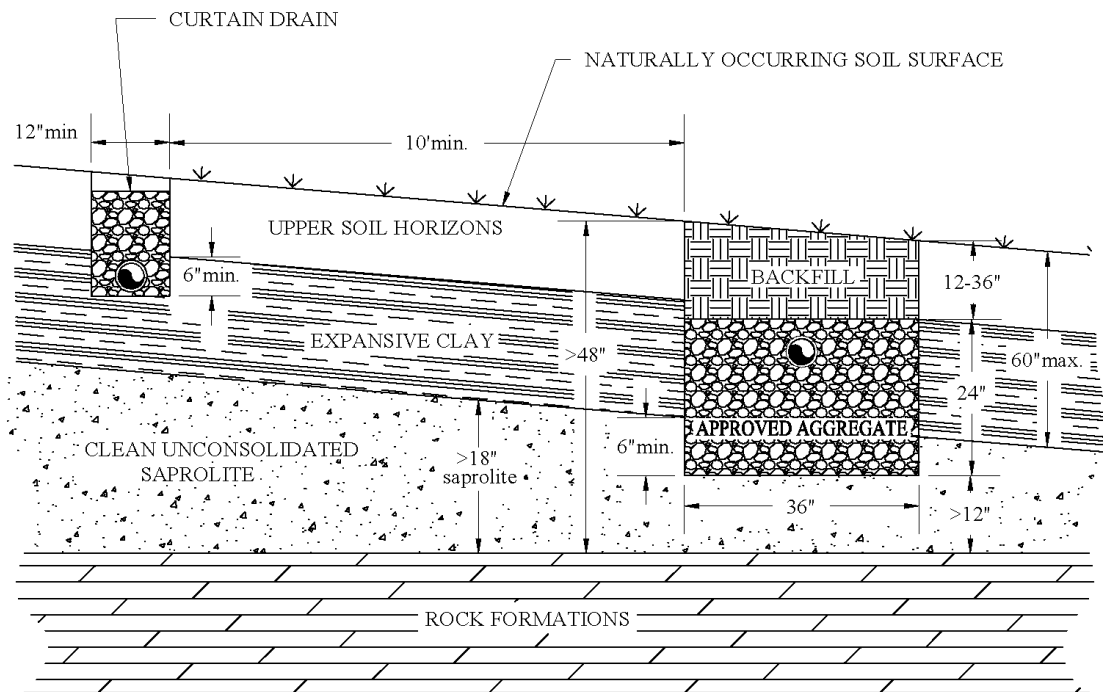 CURTAIN DRAIN
NATURALLY OCCURRING SOIL SURFACE
12"min
10'min.
UPPER SOIL HORIZONS
6"min.
BACKFILL
12-36"
EXPANSIVE CLAY
>48"
60"max.
24"
CLEAN UNCONSOLIDATED
SAPROLITE
>18"
saprolite
6"min.
APPROVED AGGREGATE
36"
>12"
ROCK FORMATIONS